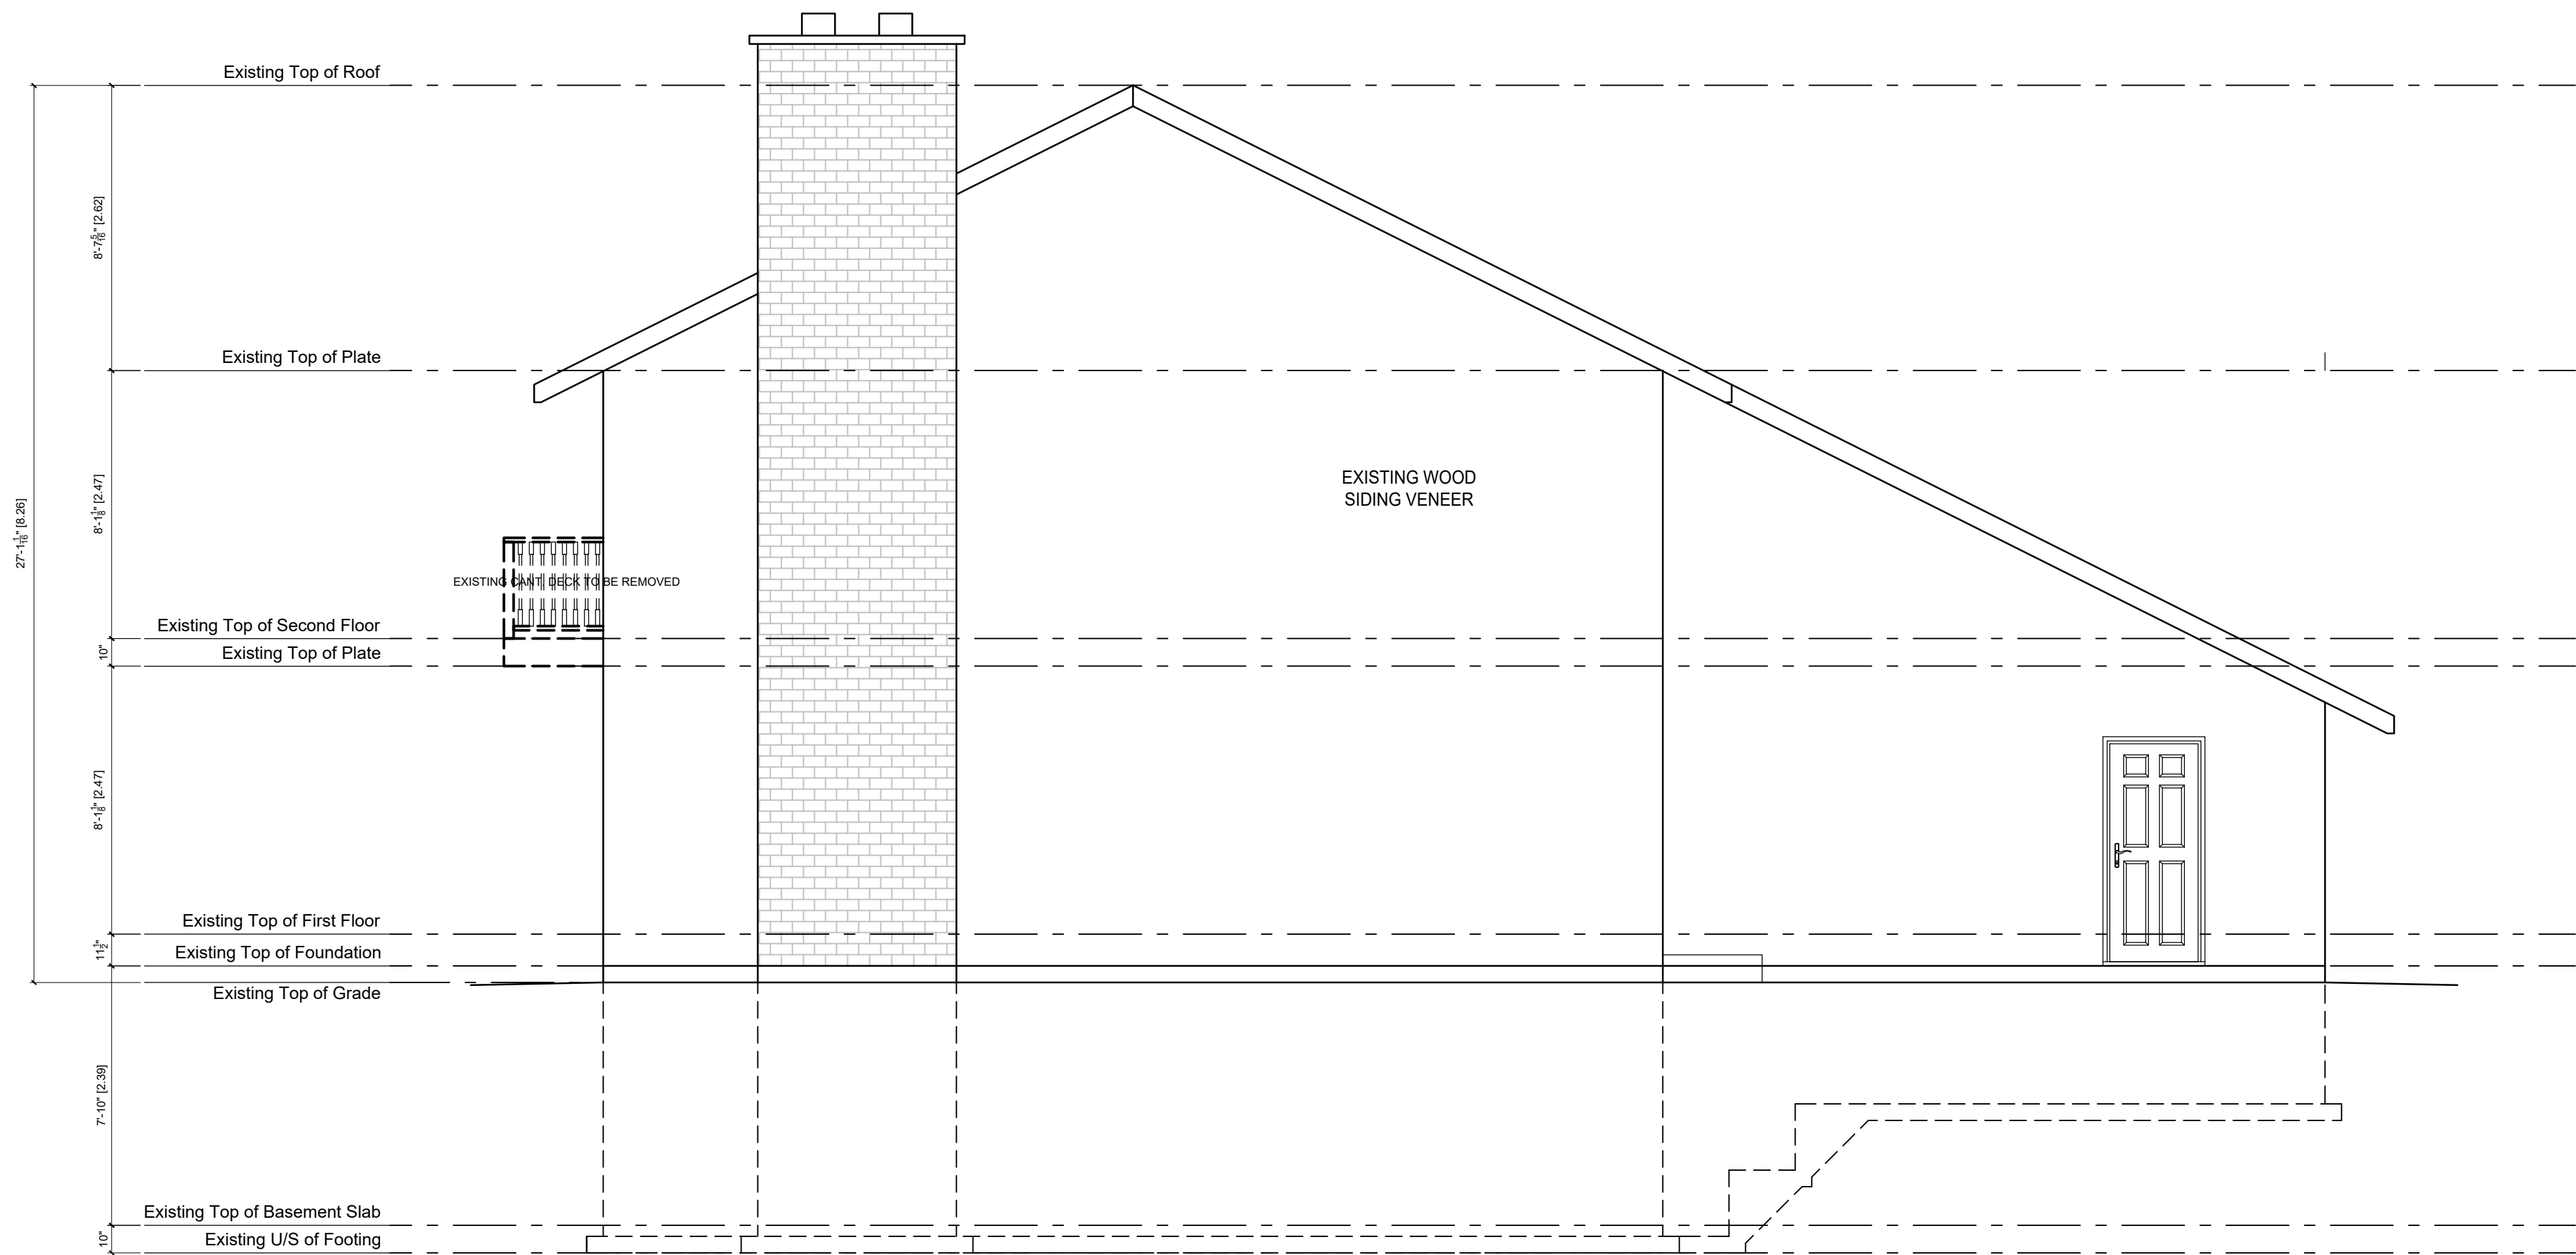 Existing Top of Roof
8'-7 5/16" [2.62]
Existing Top of Plate
8'-1 1/8" [2.47]
27'-1 1/16" [8.26]
EXISTING WOOD
SIDING VENEER
EXISTING CANT. DECK TO BE REMOVED
Existing Top of Second Floor
10"
Existing Top of Plate
8'-1 1/8" [2.47]
Existing Top of First Floor
11 1/2"
Existing Top of Foundation
Existing Top of Grade
7'-10" [2.39]
Existing Top of Basement Slab
10"
Existing U/S of Footing